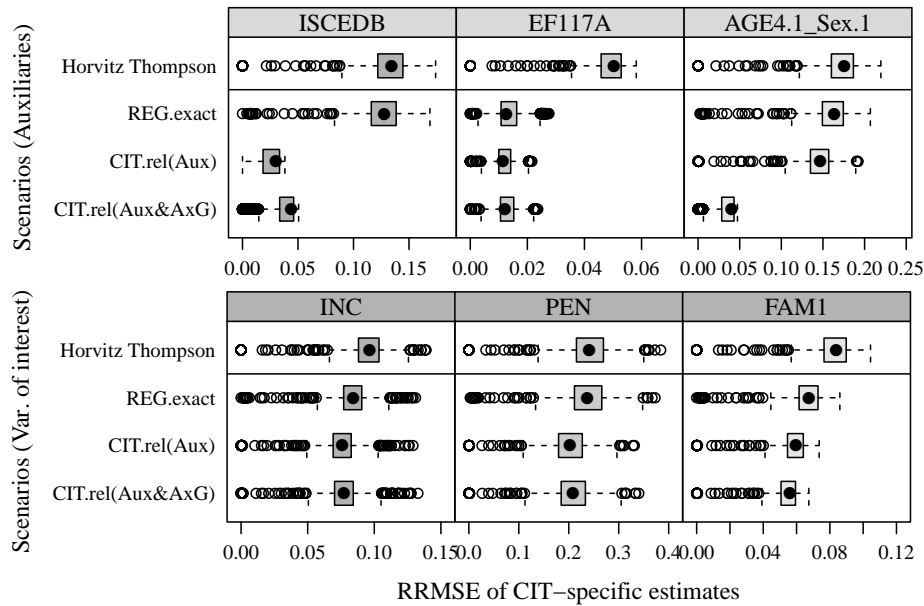 ISCEDB EF117A AGE4.1_Sex.1
Scenarios (Auxiliaries)
Horvitz Thompson
REG.exact
CIT.rel(Aux)
CIT.rel(Aux&AxG)
0.00 0.05 0.10 0.15 0.00 0.02 0.04 0.06 0.00 0.05 0.10 0.15 0.20 0.25
INC PEN FAM1
Scenarios (Var. of interest)
Horvitz Thompson
REG.exact
CIT.rel(Aux)
CIT.rel(Aux&AxG)
0.00 0.05 0.10 0.15 0.0 0.1 0.2 0.3 0.4 0.00 0.04 0.08 0.12
RRMSE of CIT−specific estimates